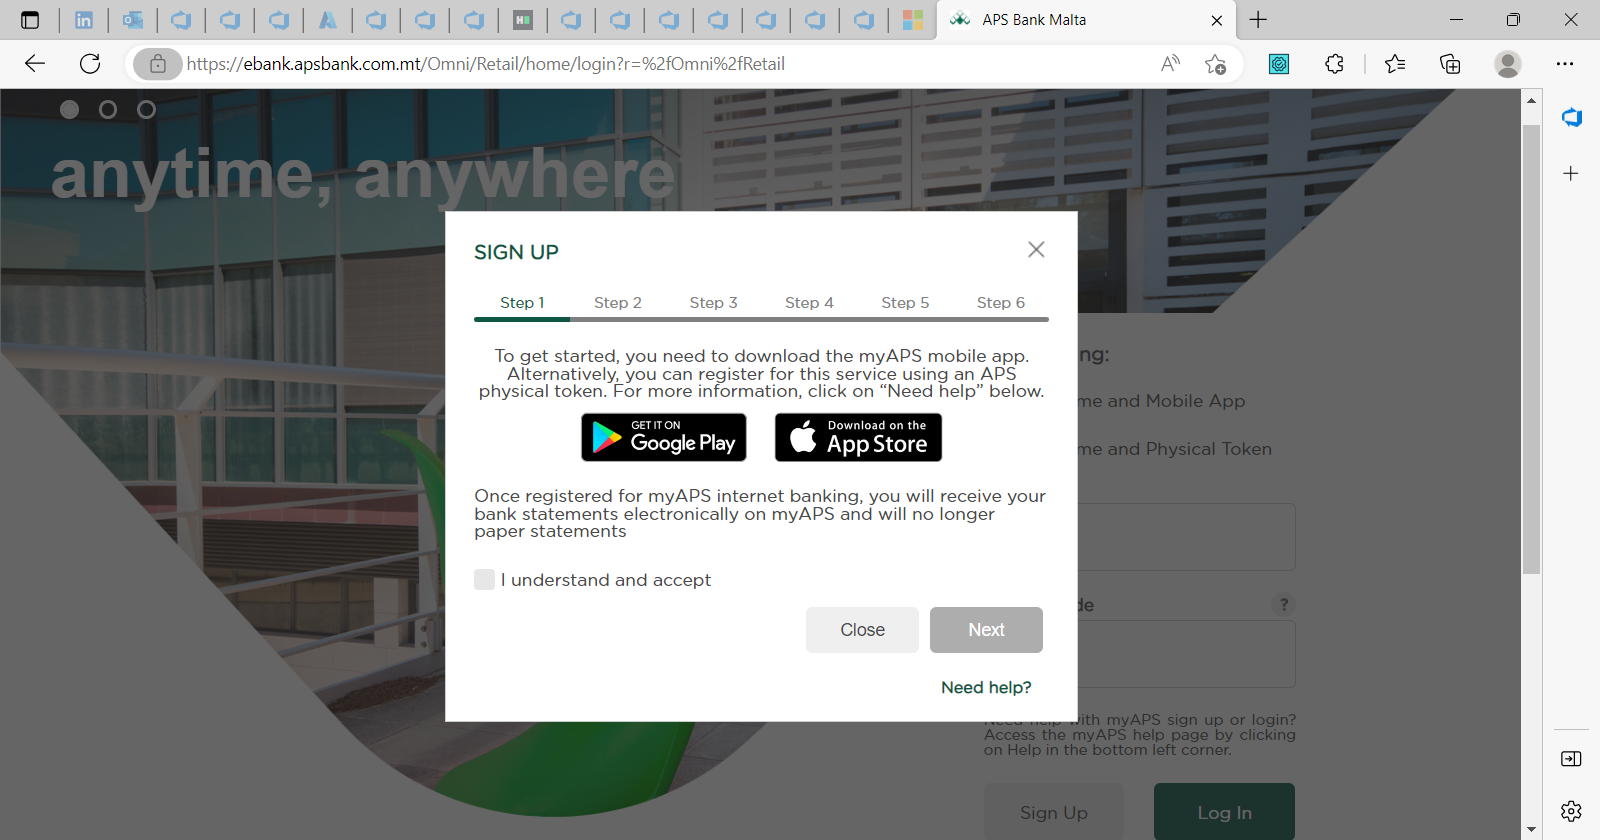 APS Bank Malta
https://ebank.apsbank.com.mt/Omni/Retail/home/login?r=%2fOmni%2fRetail
anytime, anywhere
SIGN UP
Step 1 Step 2 Step 3 Step 4 Step 5 Step 6
To get started, you need to download the myAPS mobile app.
Alternatively, you can register for this service using an APS
physical token. For more information, click on “Need help” below.
GET IT ON
Google Play
Download on the
App Store
Once registered for myAPS internet banking, you will receive your
bank statements electronically on myAPS and will no longer
paper statements
I understand and accept
Close
Next
Need help?
ng:
me and Mobile App
me and Physical Token
de
?
Need help with myAPS sign up or login?
Access the myAPS help page by clicking
on Help in the bottom left corner.
Sign Up
Log In